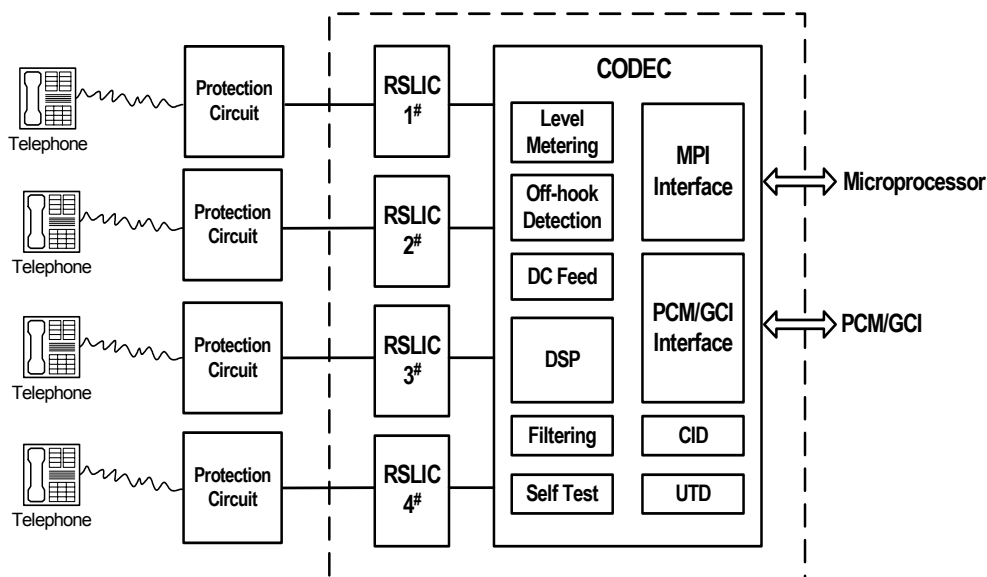 CODEC
Telephone
Protection
Circuit
RSLIC
1#
Level
Metering
MPI
Interface
Microprocessor
Telephone
Protection
Circuit
RSLIC
2#
Off-hook
Detection
DC Feed
Telephone
Protection
Circuit
RSLIC
3#
DSP
PCM/GCI
Interface
PCM/GCI
Telephone
Protection
Circuit
RSLIC
4#
Filtering
CID
Self Test
UTD